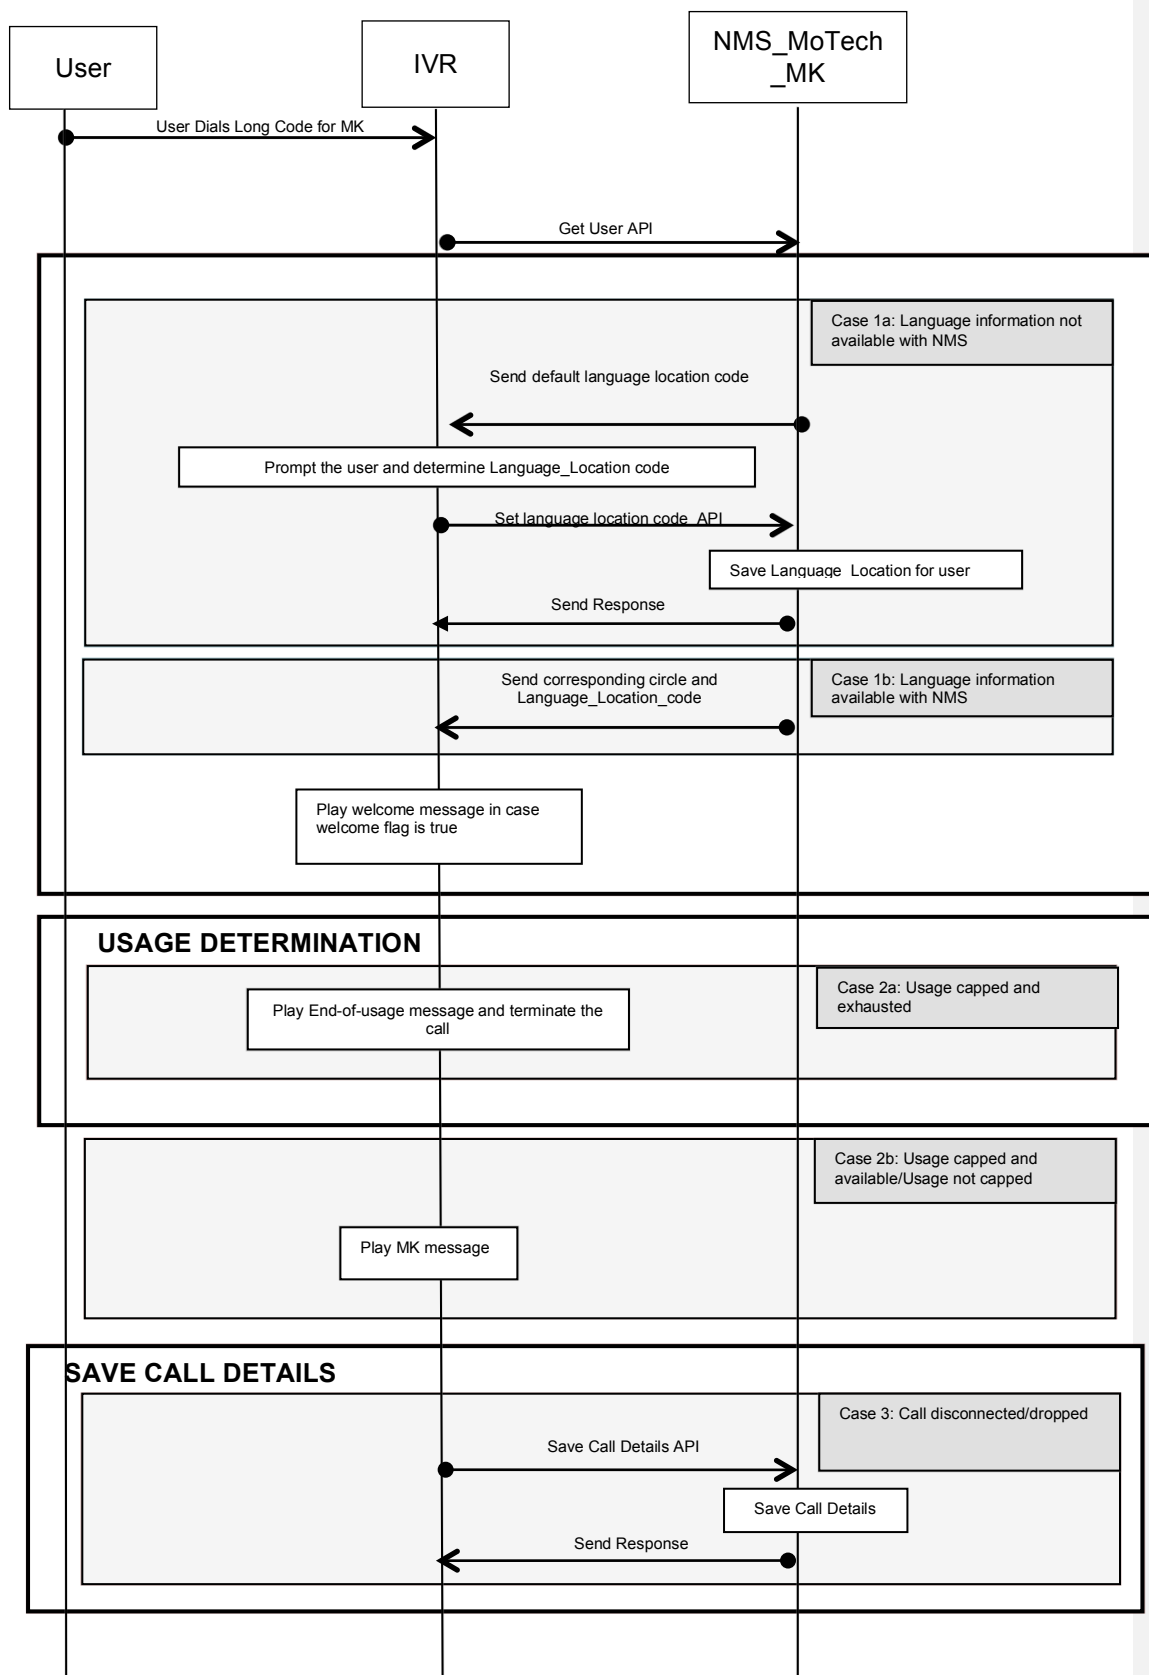 User
IVR
NMS_MoTech
_MK
User Dials Long Code for MK
Get User API
Case 1a: Language information not
available with NMS
Send default language location code
Prompt the user and determine Language_Location code
Set language location code_API
Save Language_Location for user
Send Response
Send corresponding circle and
Language_Location_code
Case 1b: Language information
available with NMS
Play welcome message in case
welcome flag is true
USAGE DETERMINATION
Case 2a: Usage capped and
exhausted
Play End-of-usage message and terminate the
call
Case 2b: Usage capped and
available/Usage not capped
Play MK message
SAVE CALL DETAILS
Case 3: Call disconnected/dropped
Save Call Details API
Save Call Details
Send Response